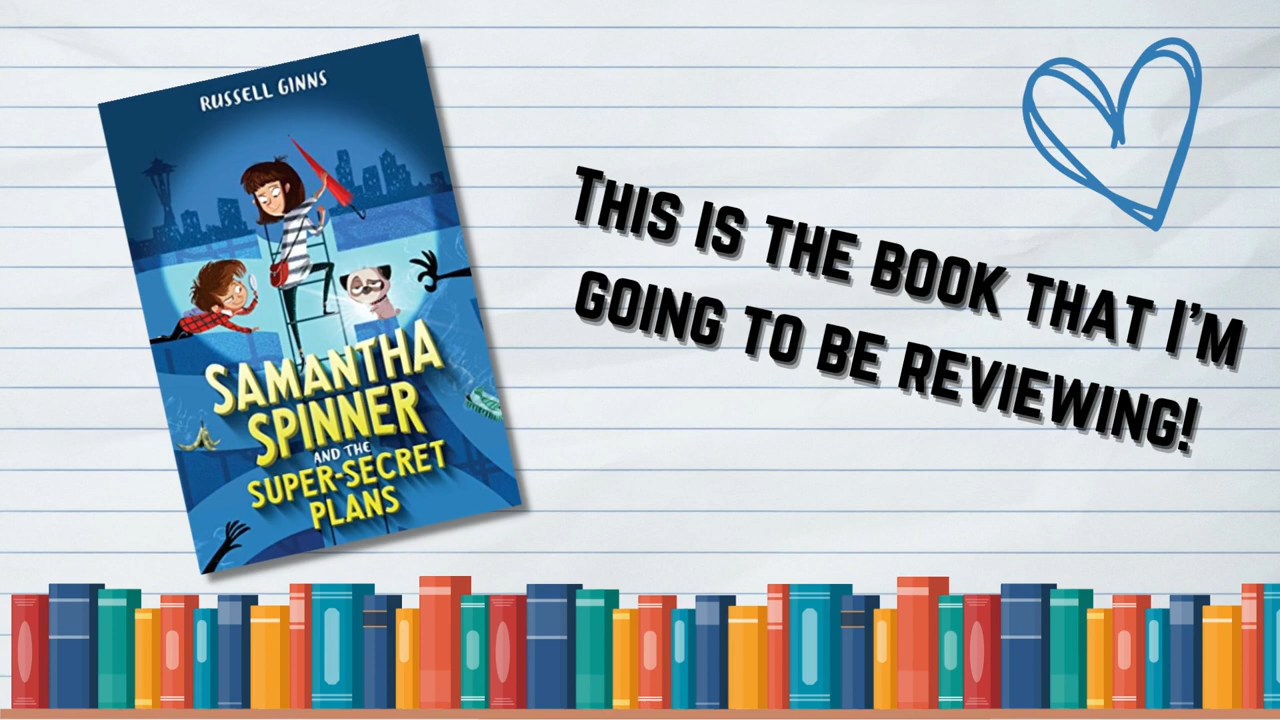 RUSSELL GINNS
SAMANTHA
SPINNER
AND THE
SUPER-SECRET
PLANS
THIS IS THE BOOK THAT I'M
GOING TO BE REVIEWING!